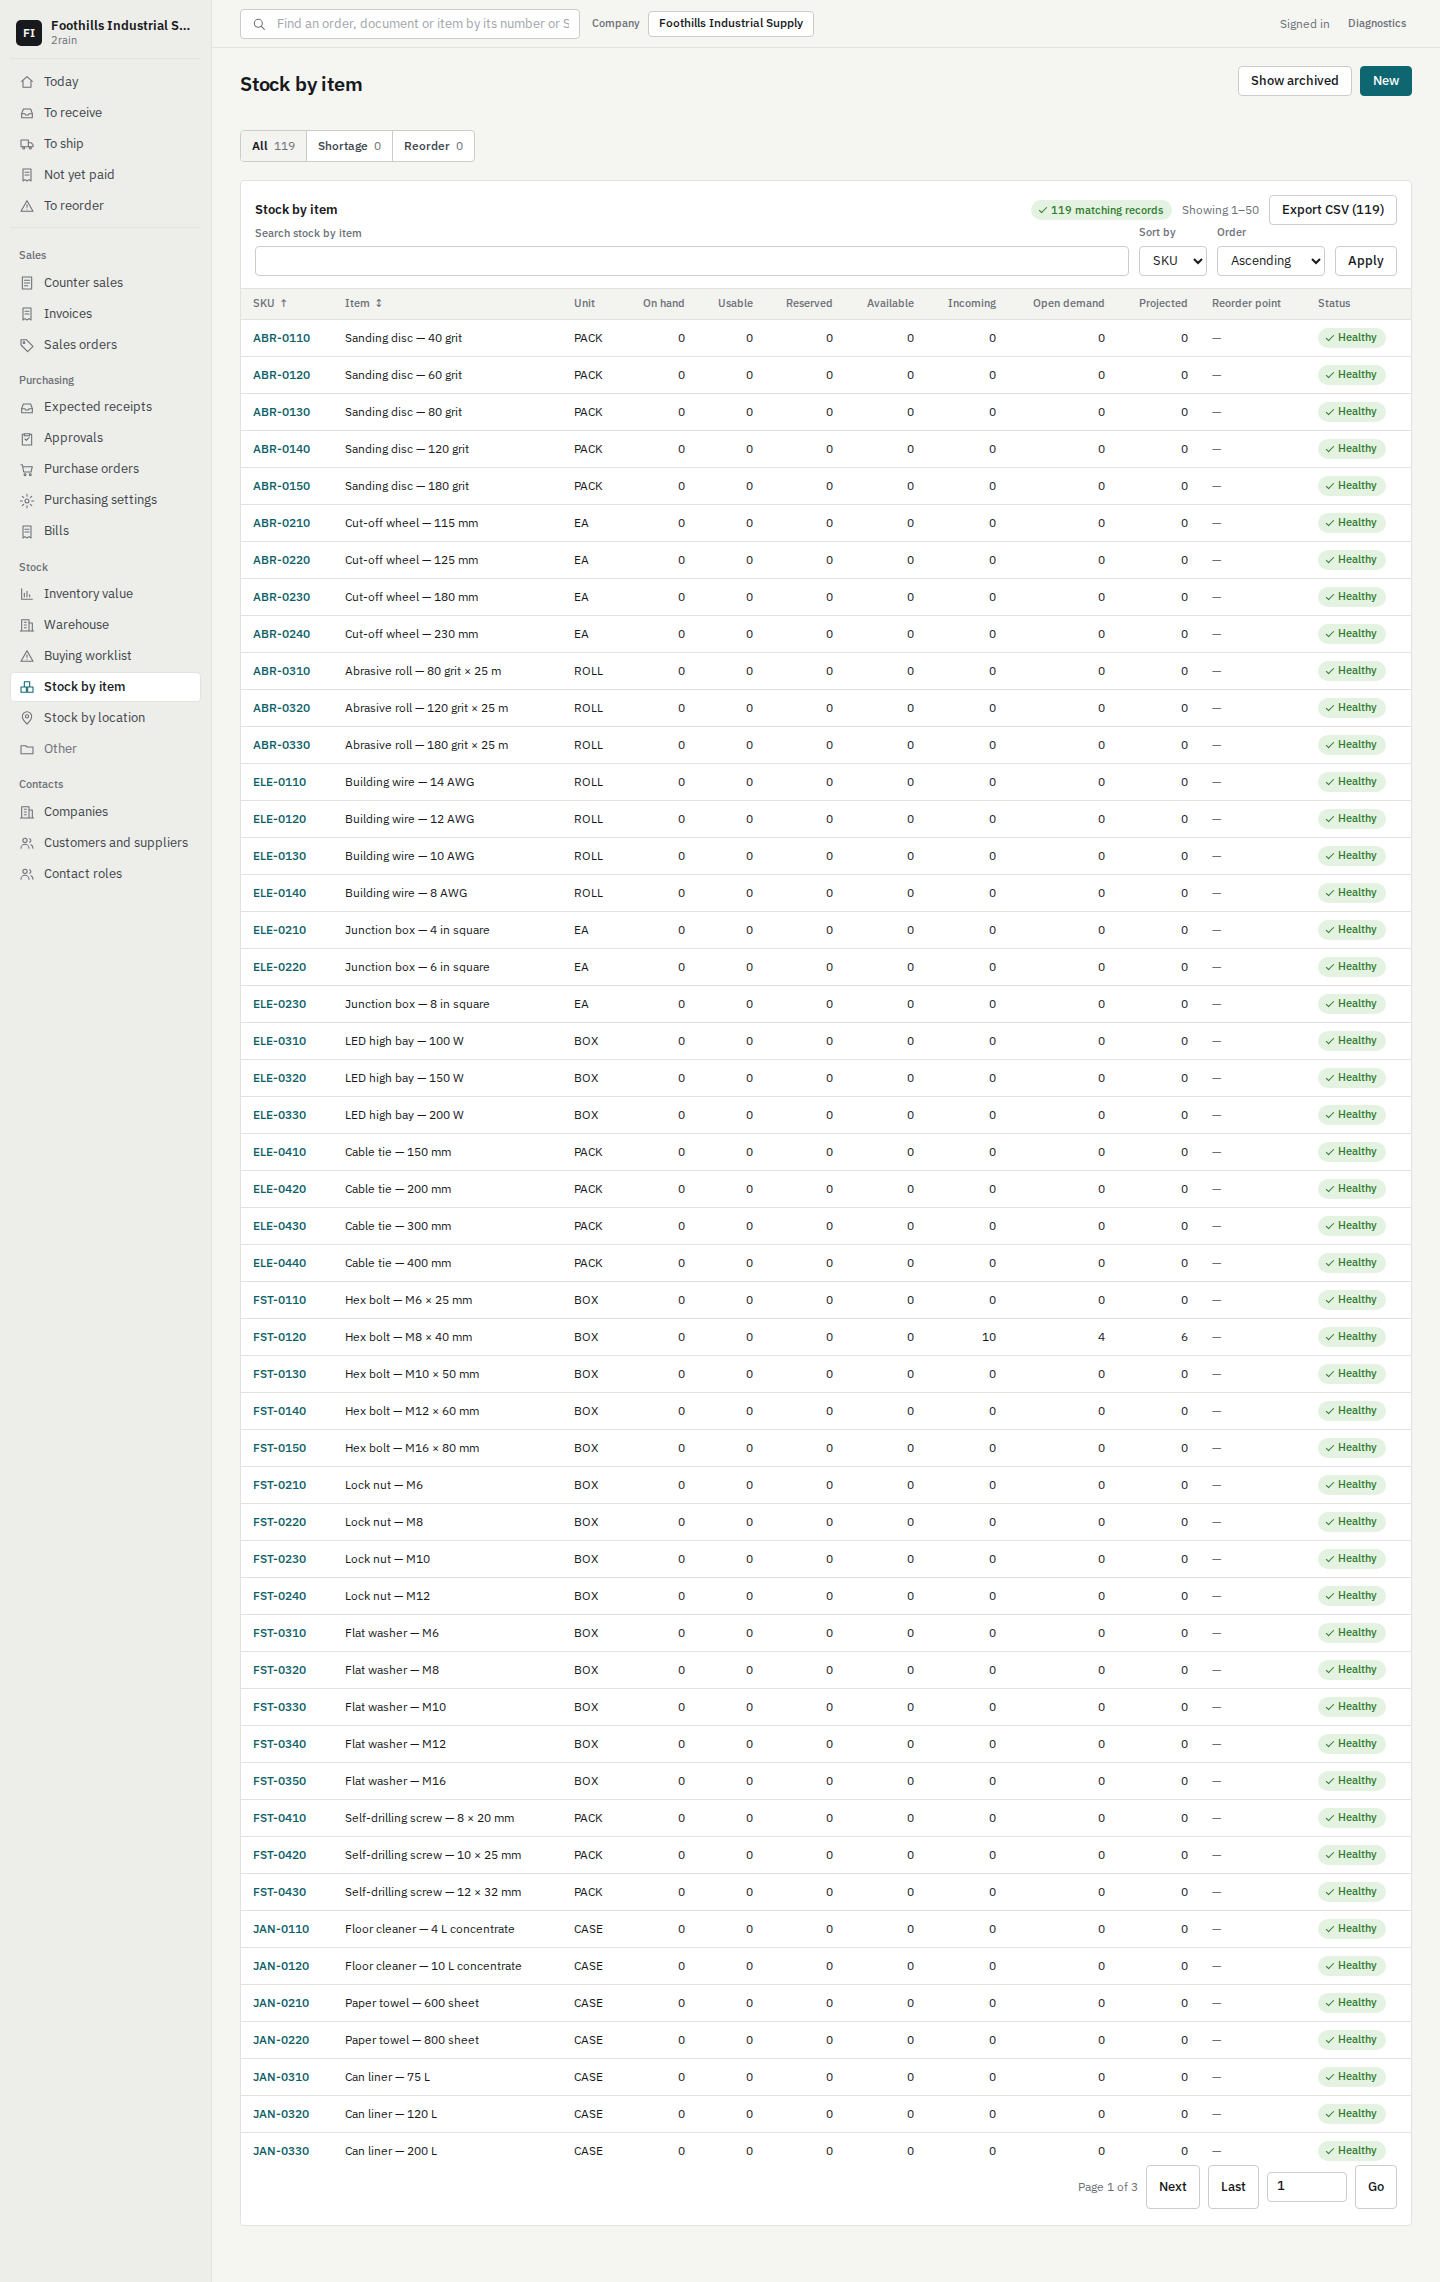 FI
Foothills Industrial S...
2rain
Today
To receive
To ship
Not yet paid
To reorder
Sales
Counter sales
Invoices
Sales orders
Purchasing
Expected receipts
Approvals
Purchase orders
Purchasing settings
Bills
Stock
Inventory value
Warehouse
Buying worklist
Stock by item
Stock by location
Other
Contacts
Companies
Customers and suppliers
Contact roles
Find an order, document or item by its number or S
Company
Foothills Industrial Supply
Signed in
Diagnostics
Stock by item
Show archived
New
All 119
Shortage 0
Reorder 0
Stock by item
119 matching records
Showing 1–50
Export CSV (119)
Search stock by item
Sort by
Order
SKU
Ascending
Apply
SKU ↑ Item ↕ Unit On hand Usable Reserved Available Incoming Open demand Projected Reorder point Status
ABR-0110 Sanding disc — 40 grit PACK 0 0 0 0 0 0 0 — Healthy
ABR-0120 Sanding disc — 60 grit PACK 0 0 0 0 0 0 0 — Healthy
ABR-0130 Sanding disc — 80 grit PACK 0 0 0 0 0 0 0 — Healthy
ABR-0140 Sanding disc — 120 grit PACK 0 0 0 0 0 0 0 — Healthy
ABR-0150 Sanding disc — 180 grit PACK 0 0 0 0 0 0 0 — Healthy
ABR-0210 Cut-off wheel — 115 mm EA 0 0 0 0 0 0 0 — Healthy
ABR-0220 Cut-off wheel — 125 mm EA 0 0 0 0 0 0 0 — Healthy
ABR-0230 Cut-off wheel — 180 mm EA 0 0 0 0 0 0 0 — Healthy
ABR-0240 Cut-off wheel — 230 mm EA 0 0 0 0 0 0 0 — Healthy
ABR-0310 Abrasive roll — 80 grit × 25 m ROLL 0 0 0 0 0 0 0 — Healthy
ABR-0320 Abrasive roll — 120 grit × 25 m ROLL 0 0 0 0 0 0 0 — Healthy
ABR-0330 Abrasive roll — 180 grit × 25 m ROLL 0 0 0 0 0 0 0 — Healthy
ELE-0110 Building wire — 14 AWG ROLL 0 0 0 0 0 0 0 — Healthy
ELE-0120 Building wire — 12 AWG ROLL 0 0 0 0 0 0 0 — Healthy
ELE-0130 Building wire — 10 AWG ROLL 0 0 0 0 0 0 0 — Healthy
ELE-0140 Building wire — 8 AWG ROLL 0 0 0 0 0 0 0 — Healthy
ELE-0210 Junction box — 4 in square EA 0 0 0 0 0 0 0 — Healthy
ELE-0220 Junction box — 6 in square EA 0 0 0 0 0 0 0 — Healthy
ELE-0230 Junction box — 8 in square EA 0 0 0 0 0 0 0 — Healthy
ELE-0310 LED high bay — 100 W BOX 0 0 0 0 0 0 0 — Healthy
ELE-0320 LED high bay — 150 W BOX 0 0 0 0 0 0 0 — Healthy
ELE-0330 LED high bay — 200 W BOX 0 0 0 0 0 0 0 — Healthy
ELE-0410 Cable tie — 150 mm PACK 0 0 0 0 0 0 0 — Healthy
ELE-0420 Cable tie — 200 mm PACK 0 0 0 0 0 0 0 — Healthy
ELE-0430 Cable tie — 300 mm PACK 0 0 0 0 0 0 0 — Healthy
ELE-0440 Cable tie — 400 mm PACK 0 0 0 0 0 0 0 — Healthy
FST-0110 Hex bolt — M6 × 25 mm BOX 0 0 0 0 0 0 0 — Healthy
FST-0120 Hex bolt — M8 × 40 mm BOX 0 0 0 0 10 4 6 — Healthy
FST-0130 Hex bolt — M10 × 50 mm BOX 0 0 0 0 0 0 0 — Healthy
FST-0140 Hex bolt — M12 × 60 mm BOX 0 0 0 0 0 0 0 — Healthy
FST-0150 Hex bolt — M16 × 80 mm BOX 0 0 0 0 0 0 0 — Healthy
FST-0210 Lock nut — M6 BOX 0 0 0 0 0 0 0 — Healthy
FST-0220 Lock nut — M8 BOX 0 0 0 0 0 0 0 — Healthy
FST-0230 Lock nut — M10 BOX 0 0 0 0 0 0 0 — Healthy
FST-0240 Lock nut — M12 BOX 0 0 0 0 0 0 0 — Healthy
FST-0310 Flat washer — M6 BOX 0 0 0 0 0 0 0 — Healthy
FST-0320 Flat washer — M8 BOX 0 0 0 0 0 0 0 — Healthy
FST-0330 Flat washer — M10 BOX 0 0 0 0 0 0 0 — Healthy
FST-0340 Flat washer — M12 BOX 0 0 0 0 0 0 0 — Healthy
FST-0350 Flat washer — M16 BOX 0 0 0 0 0 0 0 — Healthy
FST-0410 Self-drilling screw — 8 × 20 mm PACK 0 0 0 0 0 0 0 — Healthy
FST-0420 Self-drilling screw — 10 × 25 mm PACK 0 0 0 0 0 0 0 — Healthy
FST-0430 Self-drilling screw — 12 × 32 mm PACK 0 0 0 0 0 0 0 — Healthy
JAN-0110 Floor cleaner — 4 L concentrate CASE 0 0 0 0 0 0 0 — Healthy
JAN-0120 Floor cleaner — 10 L concentrate CASE 0 0 0 0 0 0 0 — Healthy
JAN-0210 Paper towel — 600 sheet CASE 0 0 0 0 0 0 0 — Healthy
JAN-0220 Paper towel — 800 sheet CASE 0 0 0 0 0 0 0 — Healthy
JAN-0310 Can liner — 75 L CASE 0 0 0 0 0 0 0 — Healthy
JAN-0320 Can liner — 120 L CASE 0 0 0 0 0 0 0 — Healthy
JAN-0330 Can liner — 200 L CASE 0 0 0 0 0 0 0 — Healthy
Page 1 of 3
Next
Last
1
Go